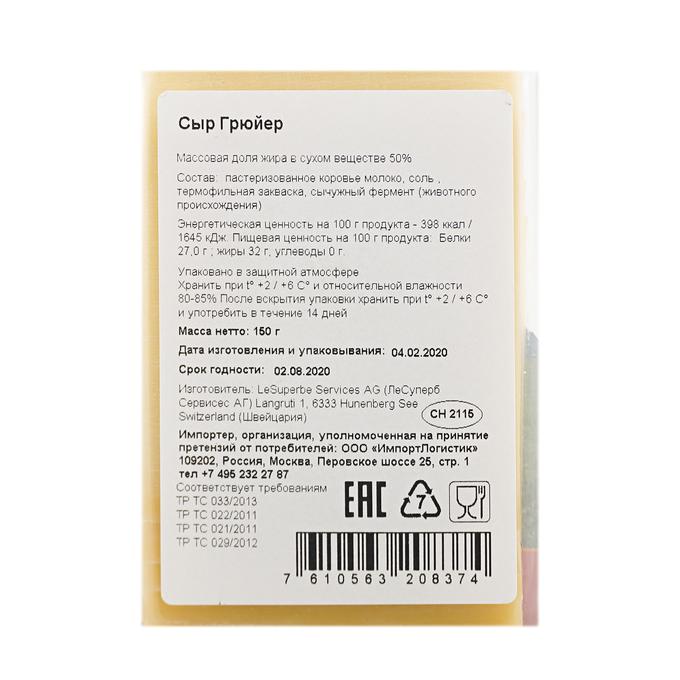 Сыр Грюйер
Массовая доля жира в сухом веществе 50%
Состав: пастеризованное коровье молоко, соль ,
термофильная закваска, сычужный фермент (животного
происхождения)
Энергетическая ценность на 100 г продукта - 398 ккал /
1645 кДж. Пищевая ценность на 100 г продукта: Белки
27,0 г ; жиры 32 г, углеводы 0 г.
Упаковано в защитной атмосфере
Хранить при t° +2 / +6 C° и относительной влажности
80-85% После вскрытия упаковки хранить при t° +2 / +6 C°
и употребить в течение 14 дней
Масса нетто: 150 г
Дата изготовления и упаковывания: 04.02.2020
Срок годности: 02.08.2020
Изготовитель: LeSuperbe Services AG (ЛеСуперб
Сервисес АГ) Langruti 1, 6333 Hunenberg See
Switzerland (Швейцария)
CH 2115
Импортер, организация, уполномоченная на принятие
претензий от потребителей: ООО «ИмпортЛогистик»
109202, Россия, Москва, Перовское шоссе 25, стр. 1
тел +7 495 232 27 87
Соответствует требованиям
ТР ТС 033/2013
ТР ТС 022/2011
ТР ТС 021/2011
ТР ТС 029/2012
EAC
7
7 610563 208374